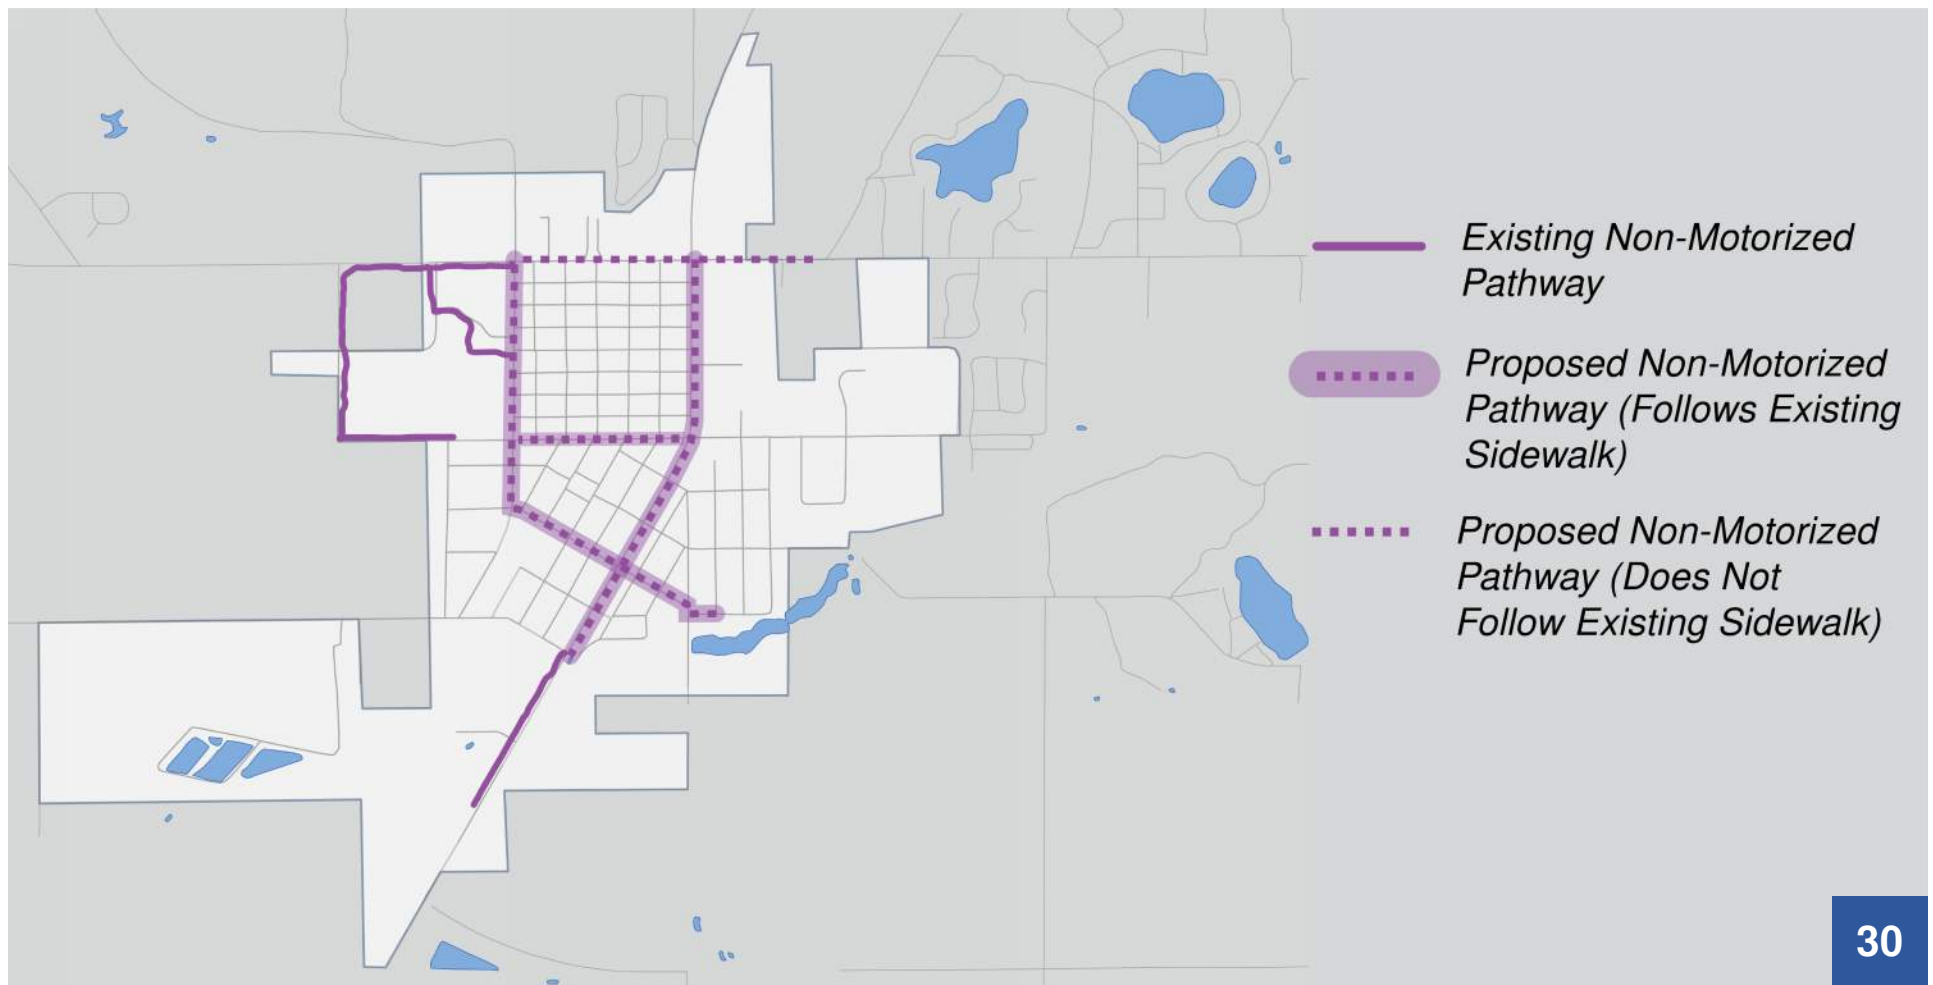 Existing Non-Motorized
Pathway
Proposed Non-Motorized
Pathway (Follows Existing
Sidewalk)
Proposed Non-Motorized
Pathway (Does Not
Follow Existing Sidewalk)
30